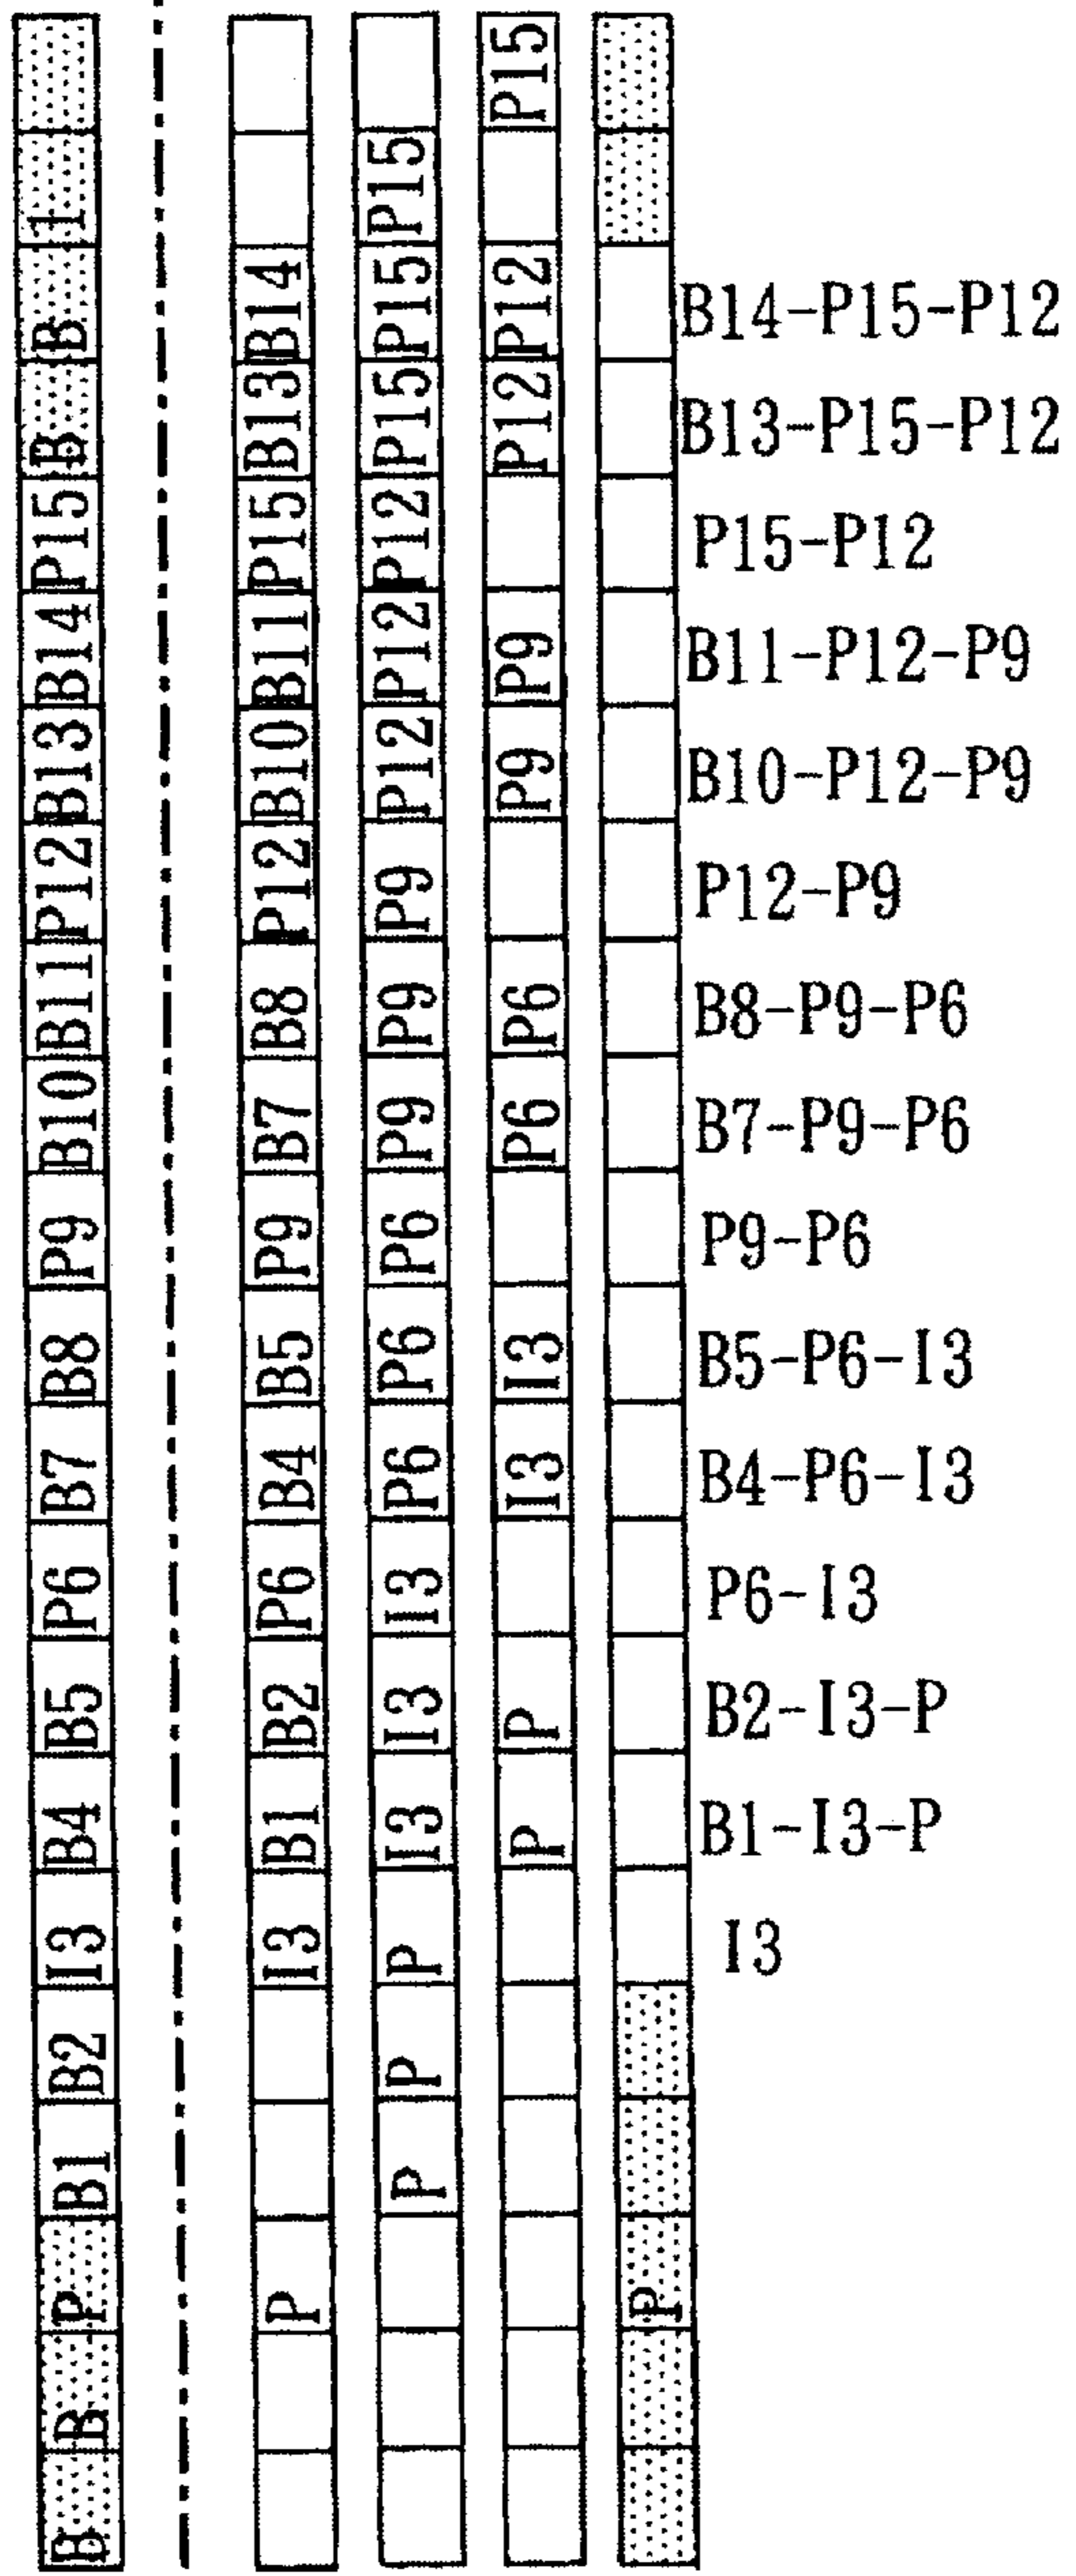 B B P B1 B2 I3 B4 B5 P6 B7 B8 P9 B10 B11 P12 B13 B14 P15 B B I
P I3 B1 B2 P6 B4 B5 P9 B7 B8 P12 B10 B11 P15 B13 B14
P P P I3 I3 I3 P6 P6 P6 P9 P9 P9 P12 P12 P12 P15 P15 P15
P P I3 I3 P6 P6 P9 P9 P12 P12 P15
P
B14-P15-P12
B13-P15-P12
P15-P12
B11-P12-P9
B10-P12-P9
P12-P9
B8-P9-P6
B7-P9-P6
P9-P6
B5-P6-I3
B4-P6-I3
P6-I3
B2-I3-P
B1-I3-P
I3